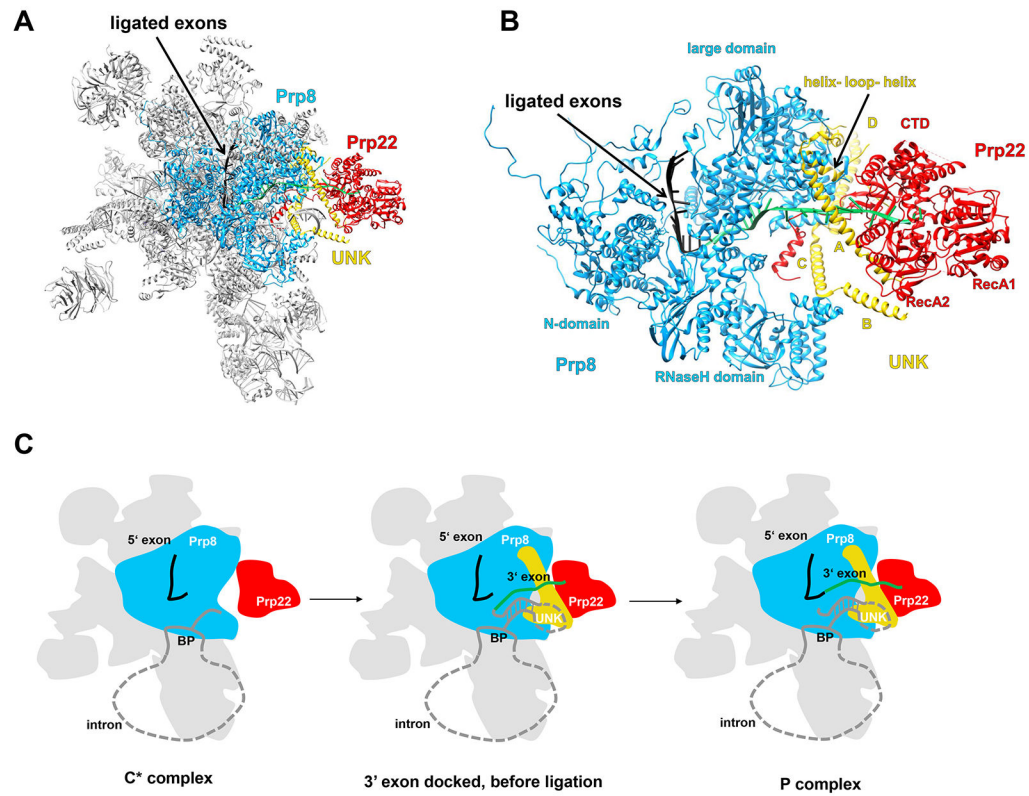 A
ligated exons
Prp8
Prp22
UNK
B
large domain
helix- loop- helix
ligated exons
D
CTD
Prp22
A
C
RecA1
RecA2
B
N-domain
Prp8
RNaseH domain
UNK
C
5‘ exon
Prp8
Prp22
BP
intron
C* complex
5‘ exon
Prp8
3‘ exon
Prp22
UNK
BP
intron
3’ exon docked, before ligation
5‘ exon
Prp8
3‘ exon
Prp22
UNK
BP
intron
P complex